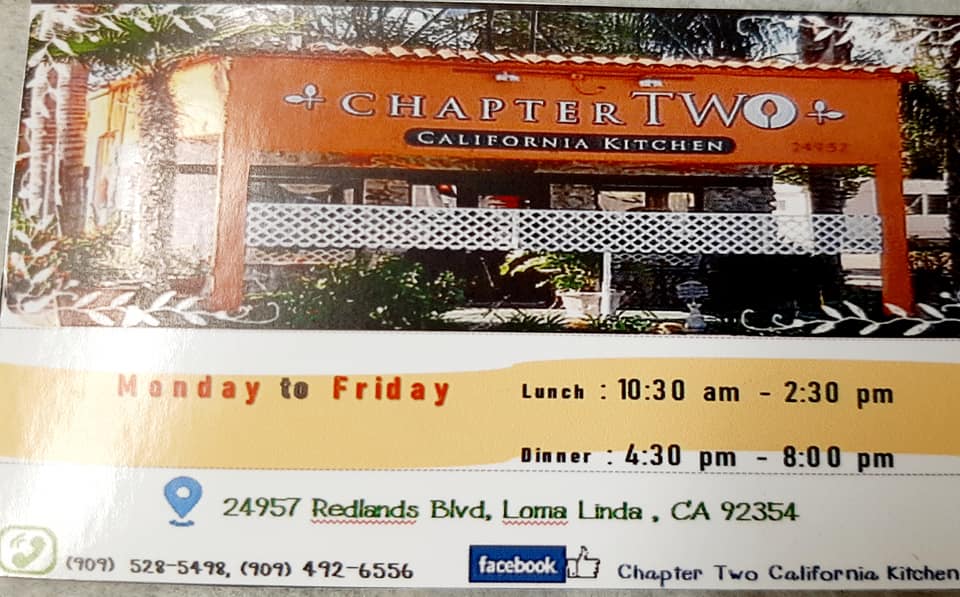 CHAPTER TWO
CALIFORNIA KITCHEN
24957
Monday to Friday
Lunch : 10:30 am - 2:30 pm
Dinner : 4:30 pm - 8:00 pm
24957 Redlands Blvd, Loma Linda , CA 92354
(909) 528-5498, (909) 492-6556
facebook
Chapter Two California Kitchen